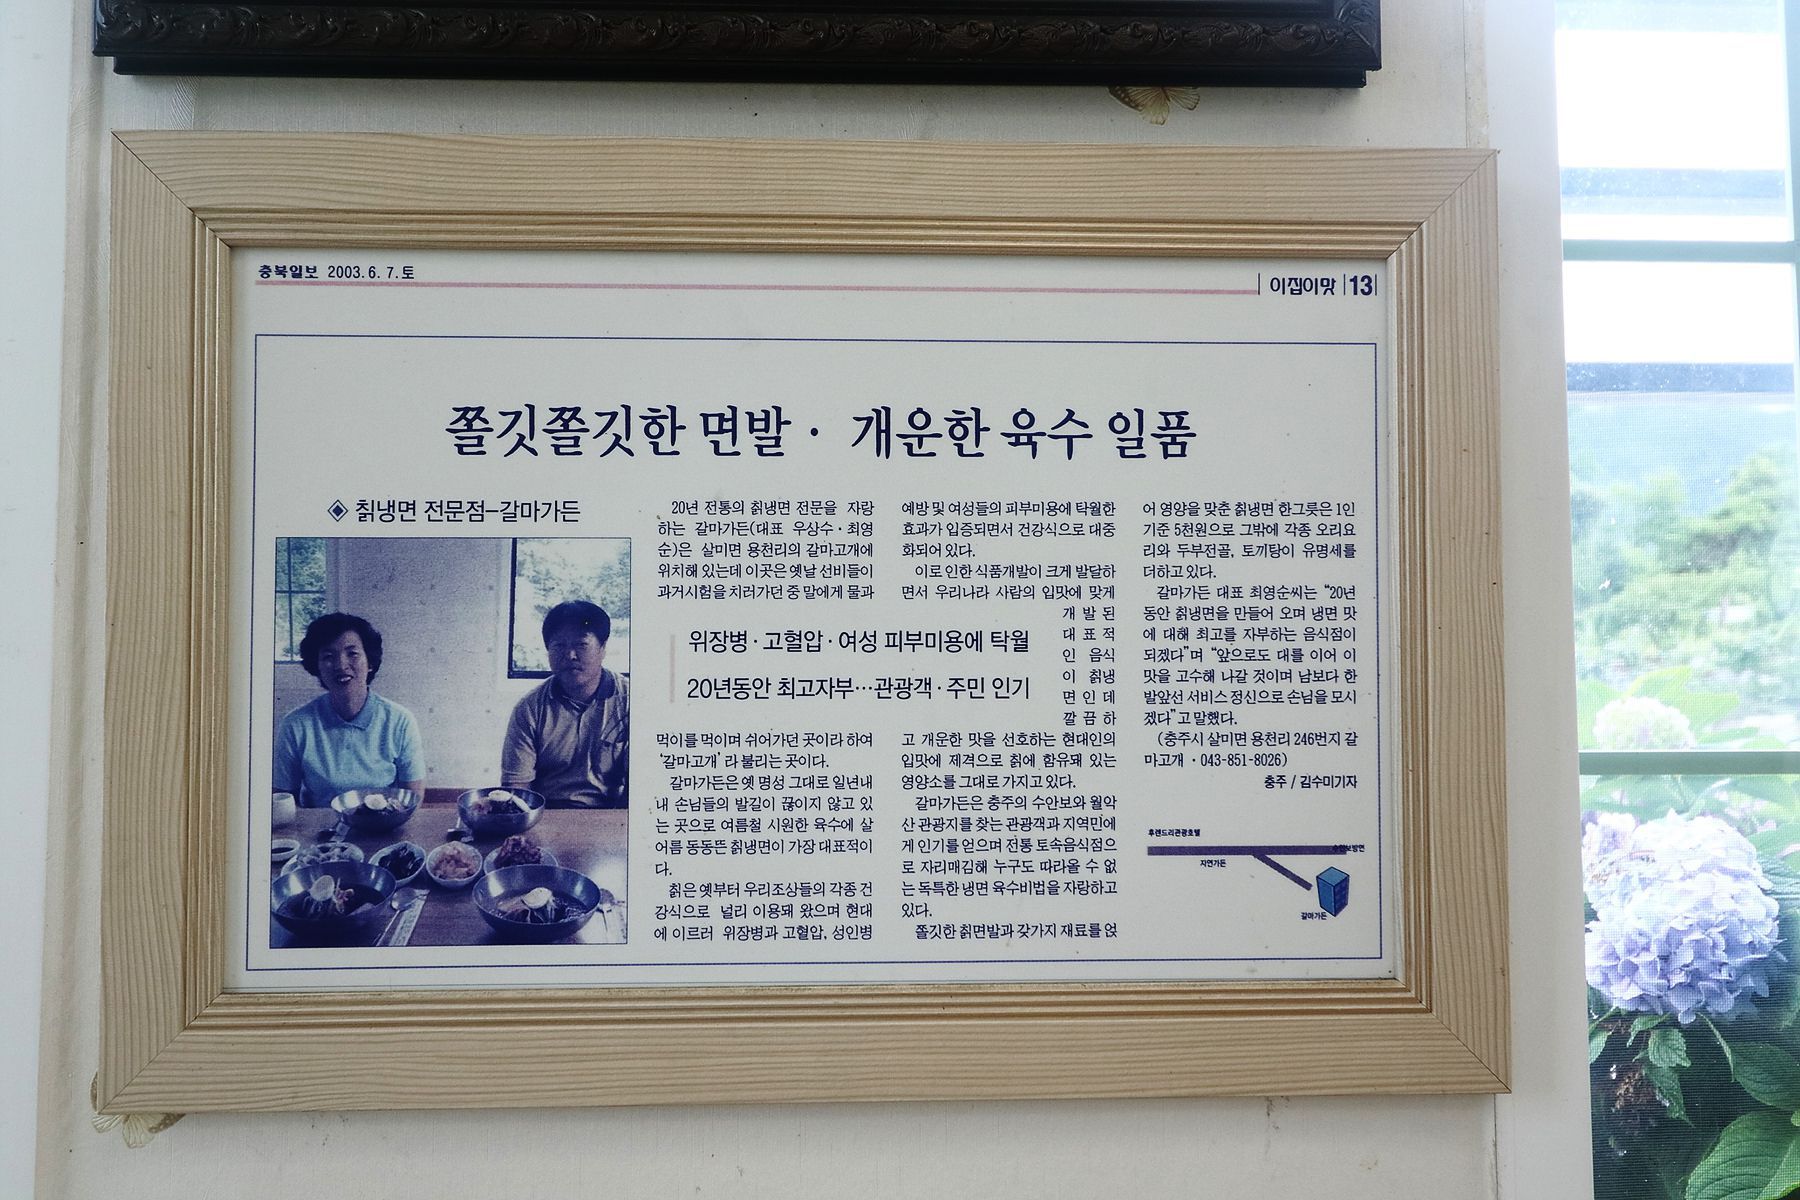 충북일보 2003. 6. 7. 토
이집이맛 13
쫄깃쫄깃한 면발 · 개운한 육수 일품
◈ 칡냉면 전문점-갈마가든
20년 전통의 칡냉면 전문을 자랑
하는 갈마가든(대표 우상수·최영
순)은 살미면 용천리의 갈마고개에
위치해 있는데 이곳은 옛날 선비들이
과거시험을 치러가던 중 말에게 물과
위장병·고혈압·여성 피부미용에 탁월
20년동안 최고자부…관광객·주민 인기
먹이를 먹이며 쉬어가던 곳이라 하여
‘갈마고개’라 불리는 곳이다.
갈마가든은 옛 명성 그대로 일년내
내 손님들의 발길이 끊이지 않고 있
는 곳으로 여름철 시원한 육수에 살
어름 동동뜬 칡냉면이 가장 대표적이
다.
칡은 옛부터 우리조상들의 각종 건
강식으로 널리 이용돼 왔으며 현대
에 이르러 위장병과 고혈압, 성인병
예방 및 여성들의 피부미용에 탁월한
효과가 입증되면서 건강식으로 대중
화되어 있다.
이로 인한 식품개발이 크게 발달하
면서 우리나라 사람의 입맛에 맞게
개 발 된
대 표 적
인 음식
이 칡냉
면 인 데
깔 끔 하
고 개운한 맛을 선호하는 현대인의
입맛에 제격으로 칡에 함유돼 있는
영양소를 그대로 가지고 있다.
갈마가든은 충주의 수안보와 월악
산 관광지를 찾는 관광객과 지역민에
게 인기를 얻으며 전통 토속음식점으
로 자리매김해 누구도 따라올 수 없
는 독특한 냉면 육수비법을 자랑하고
있다.
쫄깃한 칡면발과 갖가지 재료를 얹
어 영양을 맞춘 칡냉면 한그릇은 1인
기준 5천원으로 그밖에 각종 오리요
리와 두부전골, 토끼탕이 유명세를
더하고 있다.
갈마가든 대표 최영순씨는 “20년
동안 칡냉면을 만들어 오며 냉면 맛
에 대해 최고를 자부하는 음식점이
되겠다”며 “앞으로도 대를 이어 이
맛을 고수해 나갈 것이며 남보다 한
발앞선 서비스 정신으로 손님을 모시
겠다”고 말했다.
(충주시 살미면 용천리 246번지 갈
마고개 · 043-851-8026)
충주 / 김수미기자
후렌드리관광호텔
수안보방면
자연가든
갈마가든